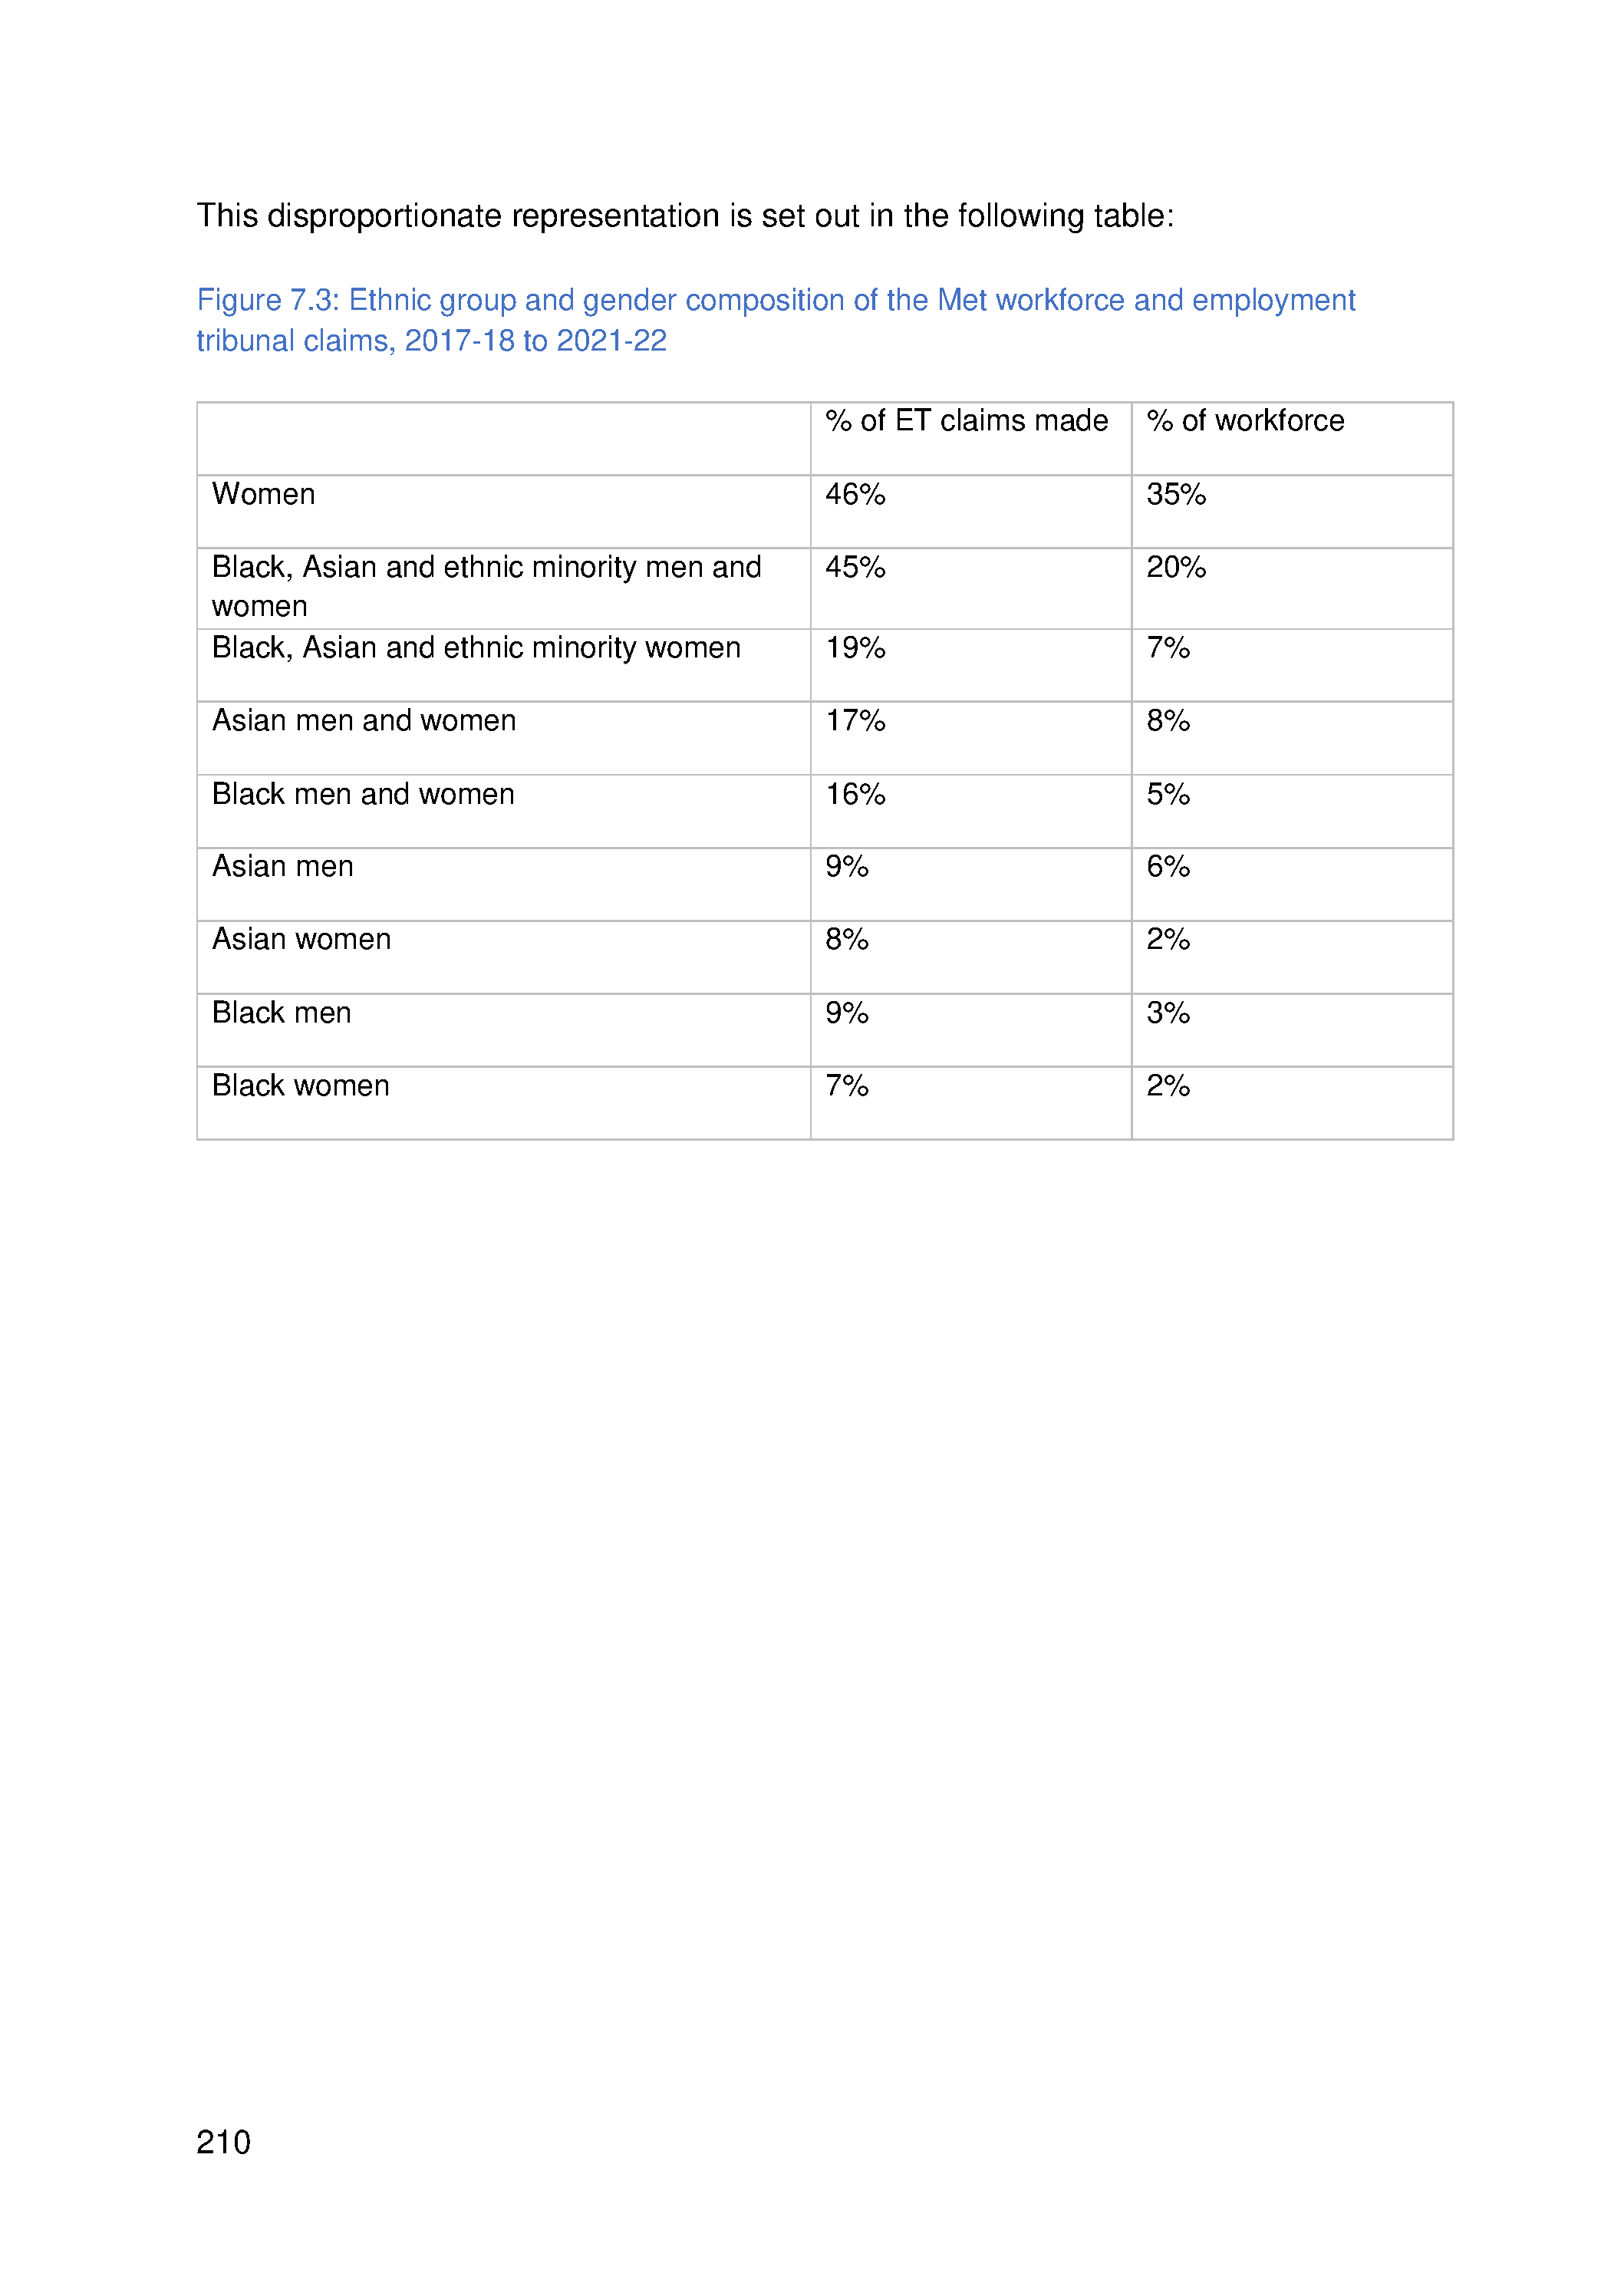 This disproportionate representation is set out in the following table:
Figure 7.3: Ethnic group and gender composition of the Met workforce and employment
tribunal claims, 2017-18 to 2021-22
% of ET claims made % of workforce
Women 46% 35%
Black, Asian and ethnic minority men and 45% 20%
women
Black, Asian and ethnic minority women 19% 7%
Asian men and women 17% 8%
Black men and women 16% 5%
Asian men 9% 6%
Asian women 8% 2%
Black men 9% 3%
Black women 7% 2%
210